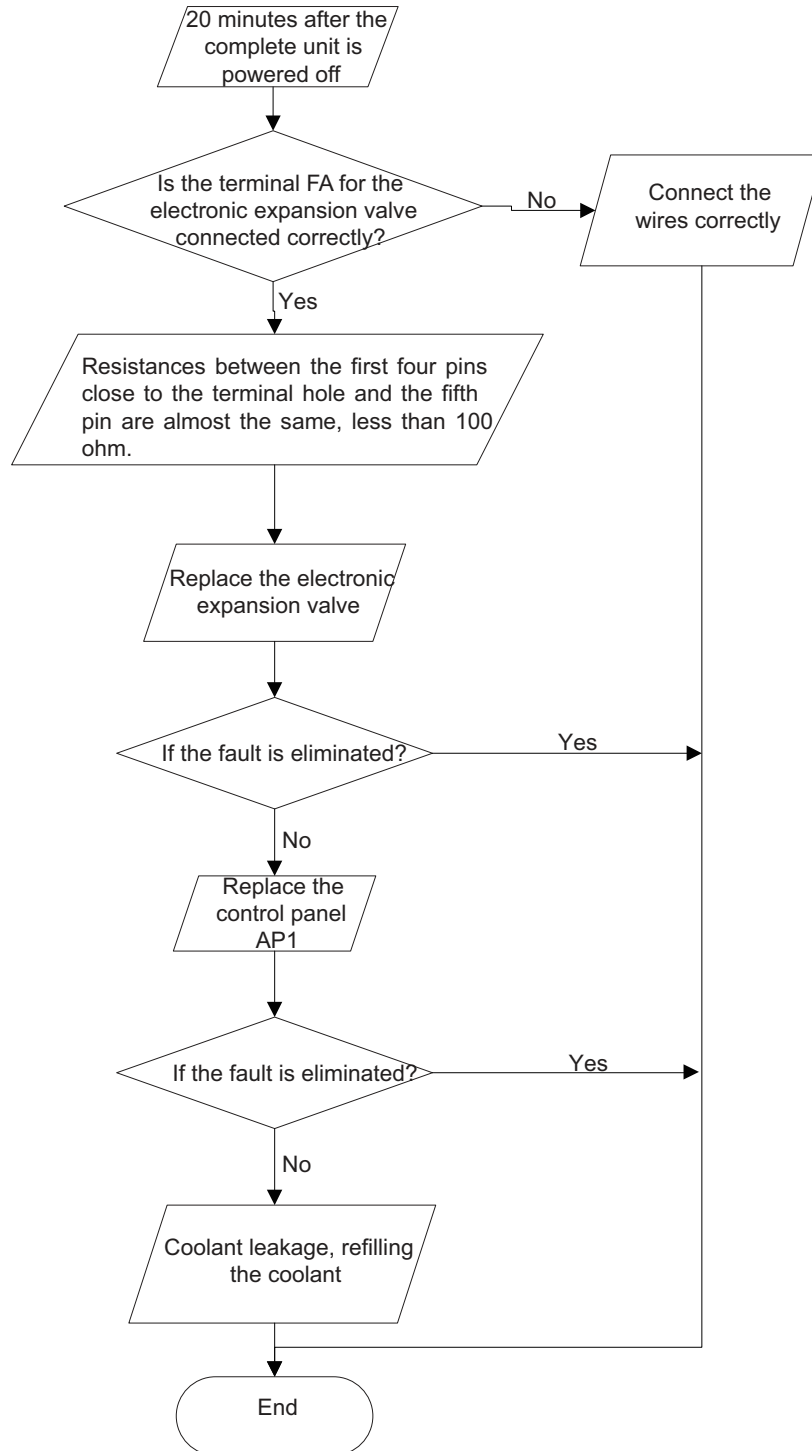 20 minutes after the
complete unit is
powered off
Is the terminal FA for the
electronic expansion valve
connected correctly?
No
Connect the
wires correctly
Yes
Resistances between the first four pins
close to the terminal hole and the fifth
pin are almost the same, less than 100
ohm.
Replace the electronic
expansion valve
If the fault is eliminated?
Yes
No
Replace the
control panel
AP1
If the fault is eliminated?
Yes
No
Coolant leakage, refilling
the coolant
End